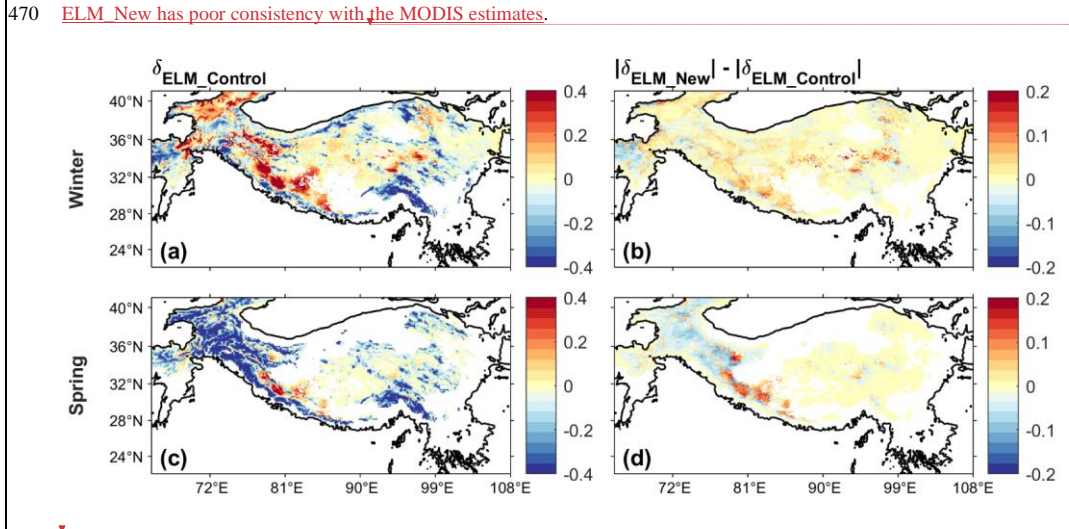 470 ELM_New has poor consistency with the MODIS estimates.
δELM_Control
|δELM_New| - |δELM_Control|
Winter
40°N
36°N
32°N
28°N
24°N
(a)
0.4
0.2
0
-0.2
-0.4
(b)
0.2
0.1
0
-0.1
-0.2
Spring
40°N
36°N
32°N
28°N
24°N
(c)
0.4
0.2
0
-0.2
-0.4
(d)
0.2
0.1
0
-0.1
-0.2
72°E 81°E 90°E 99°E 108°E
72°E 81°E 90°E 99°E 108°E